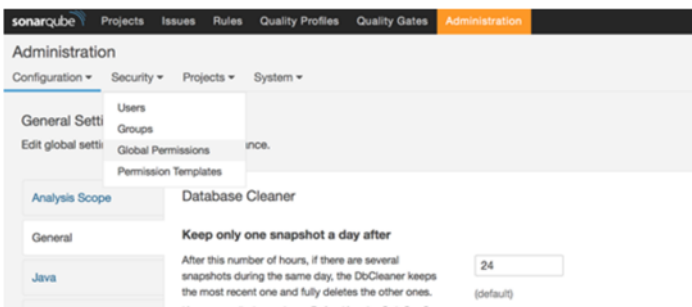 sonarqube Projects Issues Rules Quality Profiles Quality Gates Administration
Administration
Configuration Security Projects System
Users
Groups
Global Permissions
Permission Templates
General Setti
Edit global setti ance.
Analysis Scope
General
Java
Database Cleaner
Keep only one snapshot a day after
After this number of hours, if there are several
snapshots during the same day, the DbCleaner keeps
the most recent one and fully deletes the other ones.
24
(default)